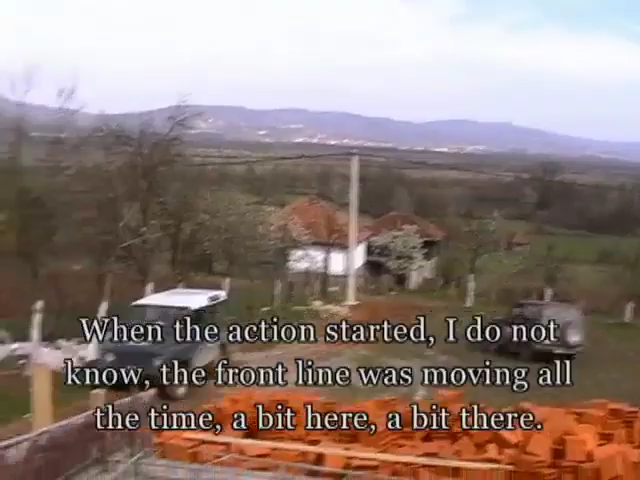 When the action started, I do not
know, the front line was moving all
the time, a bit here, a bit there.